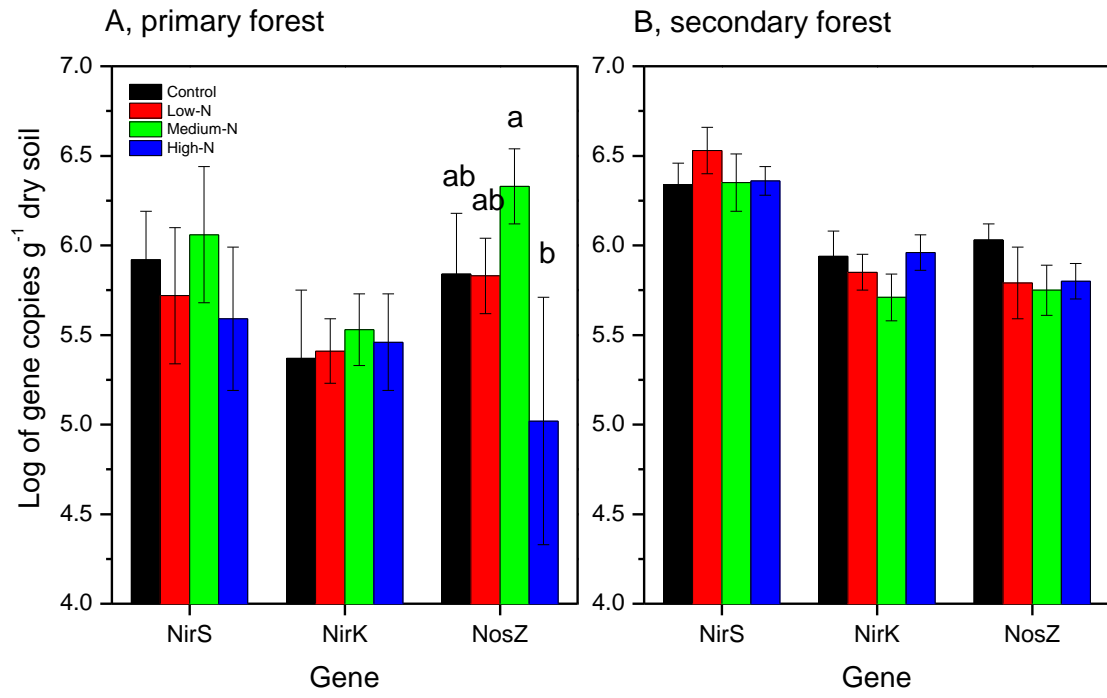 A, primary forest
B, secondary forest
Log of gene copies g⁻¹ dry soil
7.0
6.5
6.0
5.5
5.0
4.5
4.0
Control
Low-N
Medium-N
High-N
ab
ab
a
b
NirS
NirK
NosZ
Gene
7.0
6.5
6.0
5.5
5.0
4.5
4.0
NirS
NirK
NosZ
Gene